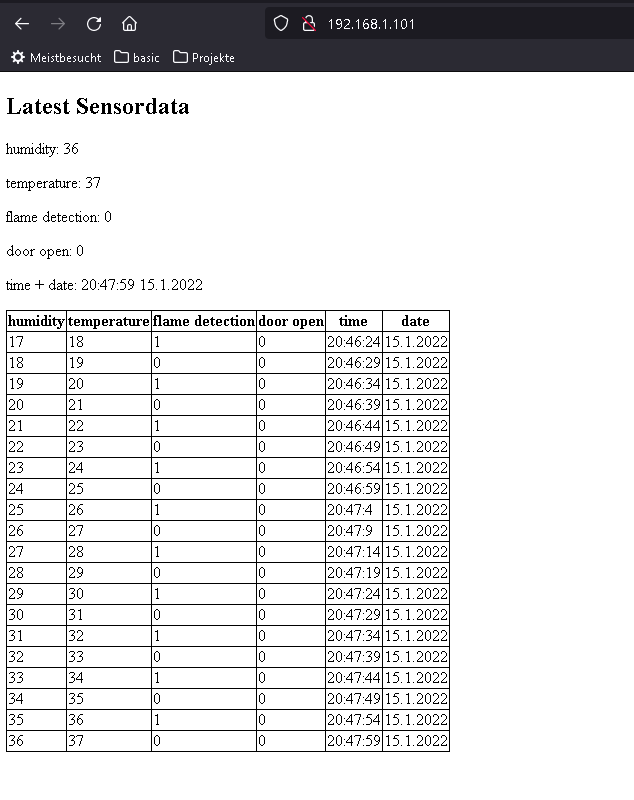 192.168.1.101
Meistbesucht basic Projekte
Latest Sensordata
humidity: 36
temperature: 37
flame detection: 0
door open: 0
time + date: 20:47:59 15.1.2022
humidity temperature flame detection door open time date
17 18 1 0 20:46:24 15.1.2022
18 19 0 0 20:46:29 15.1.2022
19 20 1 0 20:46:34 15.1.2022
20 21 0 0 20:46:39 15.1.2022
21 22 1 0 20:46:44 15.1.2022
22 23 0 0 20:46:49 15.1.2022
23 24 1 0 20:46:54 15.1.2022
24 25 0 0 20:46:59 15.1.2022
25 26 1 0 20:47:4 15.1.2022
26 27 0 0 20:47:9 15.1.2022
27 28 1 0 20:47:14 15.1.2022
28 29 0 0 20:47:19 15.1.2022
29 30 1 0 20:47:24 15.1.2022
30 31 0 0 20:47:29 15.1.2022
31 32 1 0 20:47:34 15.1.2022
32 33 0 0 20:47:39 15.1.2022
33 34 1 0 20:47:44 15.1.2022
34 35 0 0 20:47:49 15.1.2022
35 36 1 0 20:47:54 15.1.2022
36 37 0 0 20:47:59 15.1.2022